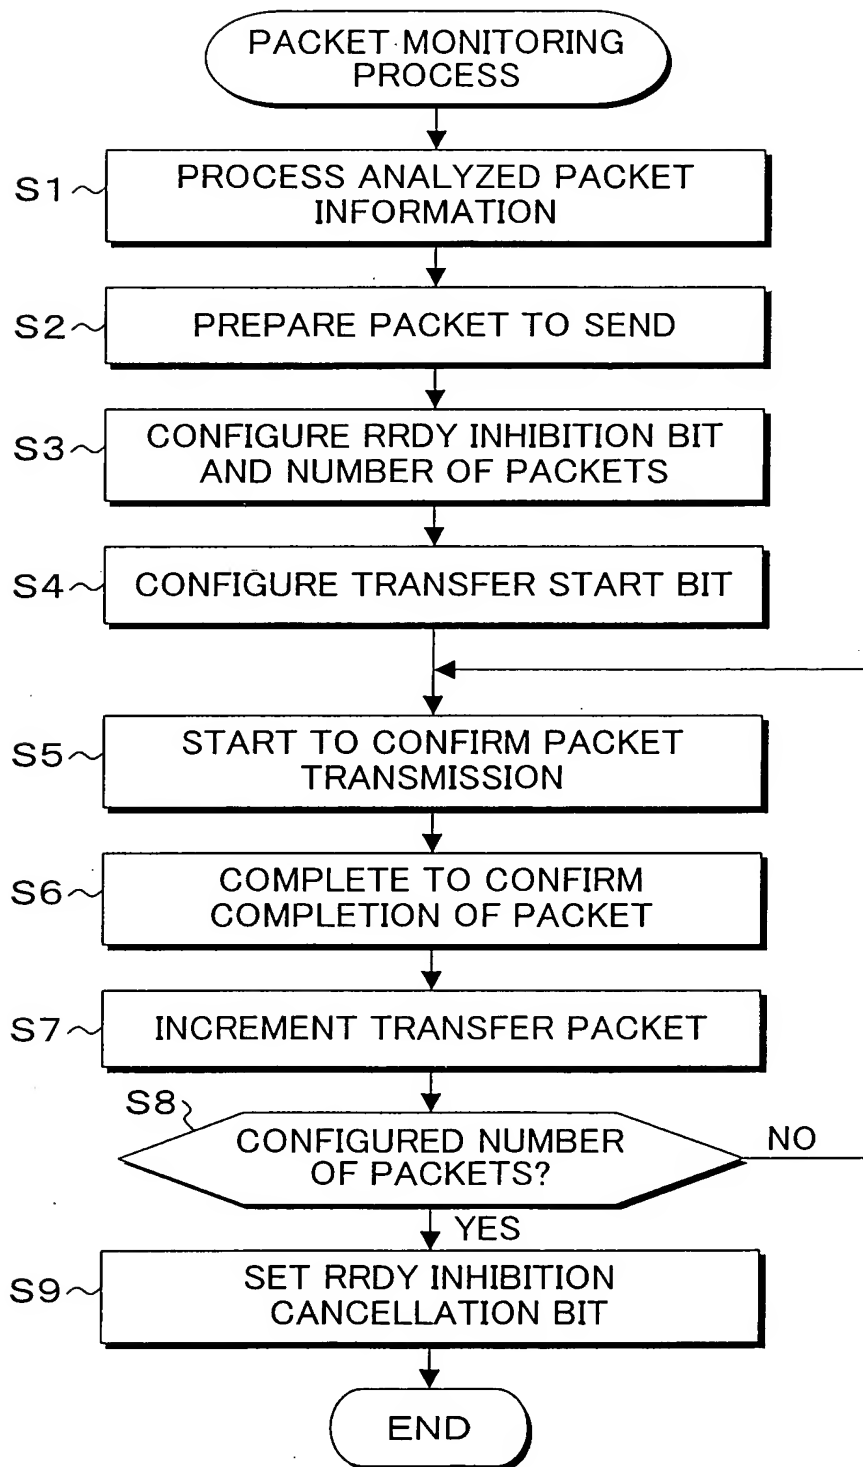 PACKET MONITORING
PROCESS
S1
PROCESS ANALYZED PACKET
INFORMATION
S2
PREPARE PACKET TO SEND
S3
CONFIGURE RRDY INHIBITION BIT
AND NUMBER OF PACKETS
S4
CONFIGURE TRANSFER START BIT
S5
START TO CONFIRM PACKET
TRANSMISSION
S6
COMPLETE TO CONFIRM
COMPLETION OF PACKET
S7
INCREMENT TRANSFER PACKET
S8
CONFIGURED NUMBER
OF PACKETS?
NO
YES
S9
SET RRDY INHIBITION
CANCELLATION BIT
END